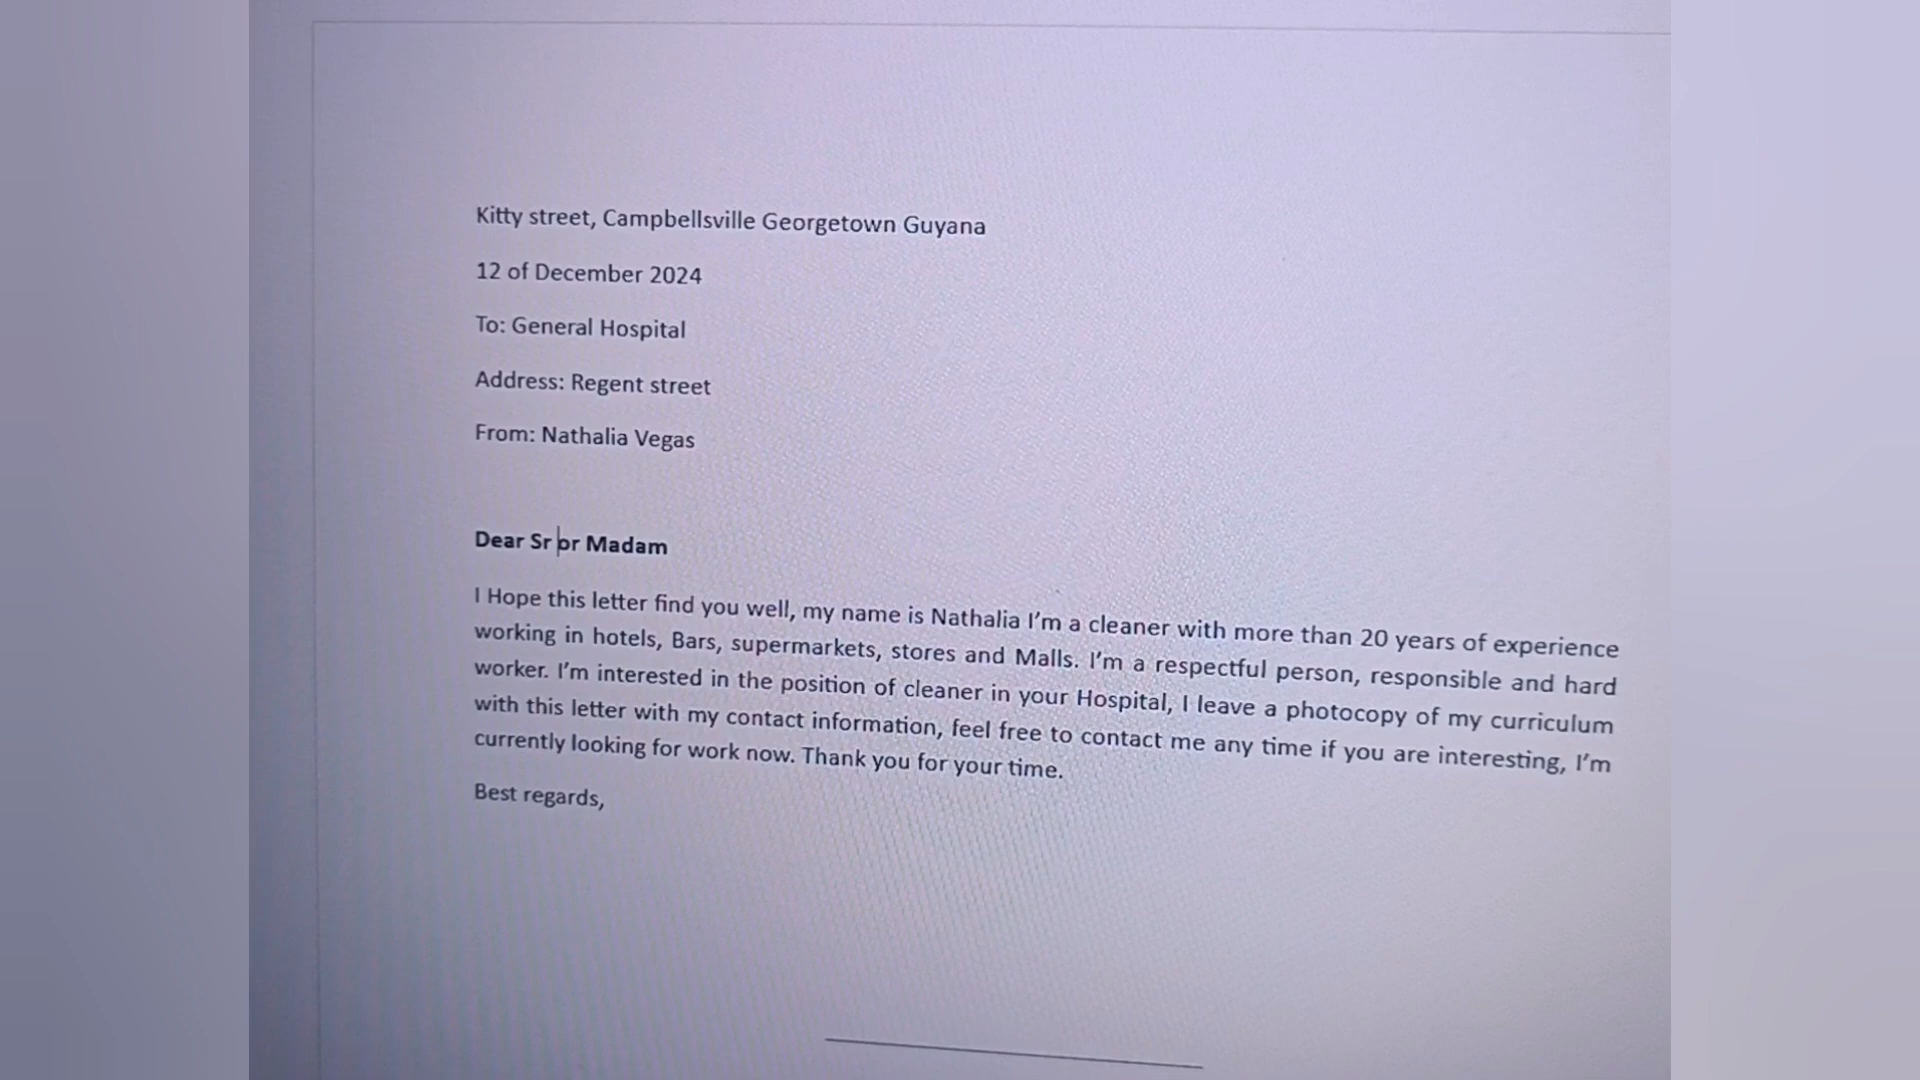 Kitty street, Campbellsville Georgetown Guyana
12 of December 2024
To: General Hospital
Address: Regent street
From: Nathalia Vegas
Dear Sr or Madam
I Hope this letter find you well, my name is Nathalia I’m a cleaner with more than 20 years of experience
working in hotels, Bars, supermarkets, stores and Malls. I’m a respectful person, responsible and hard
worker. I’m interested in the position of cleaner in your Hospital, I leave a photocopy of my curriculum
with this letter with my contact information, feel free to contact me any time if you are interesting, I’m
currently looking for work now. Thank you for your time.
Best regards,